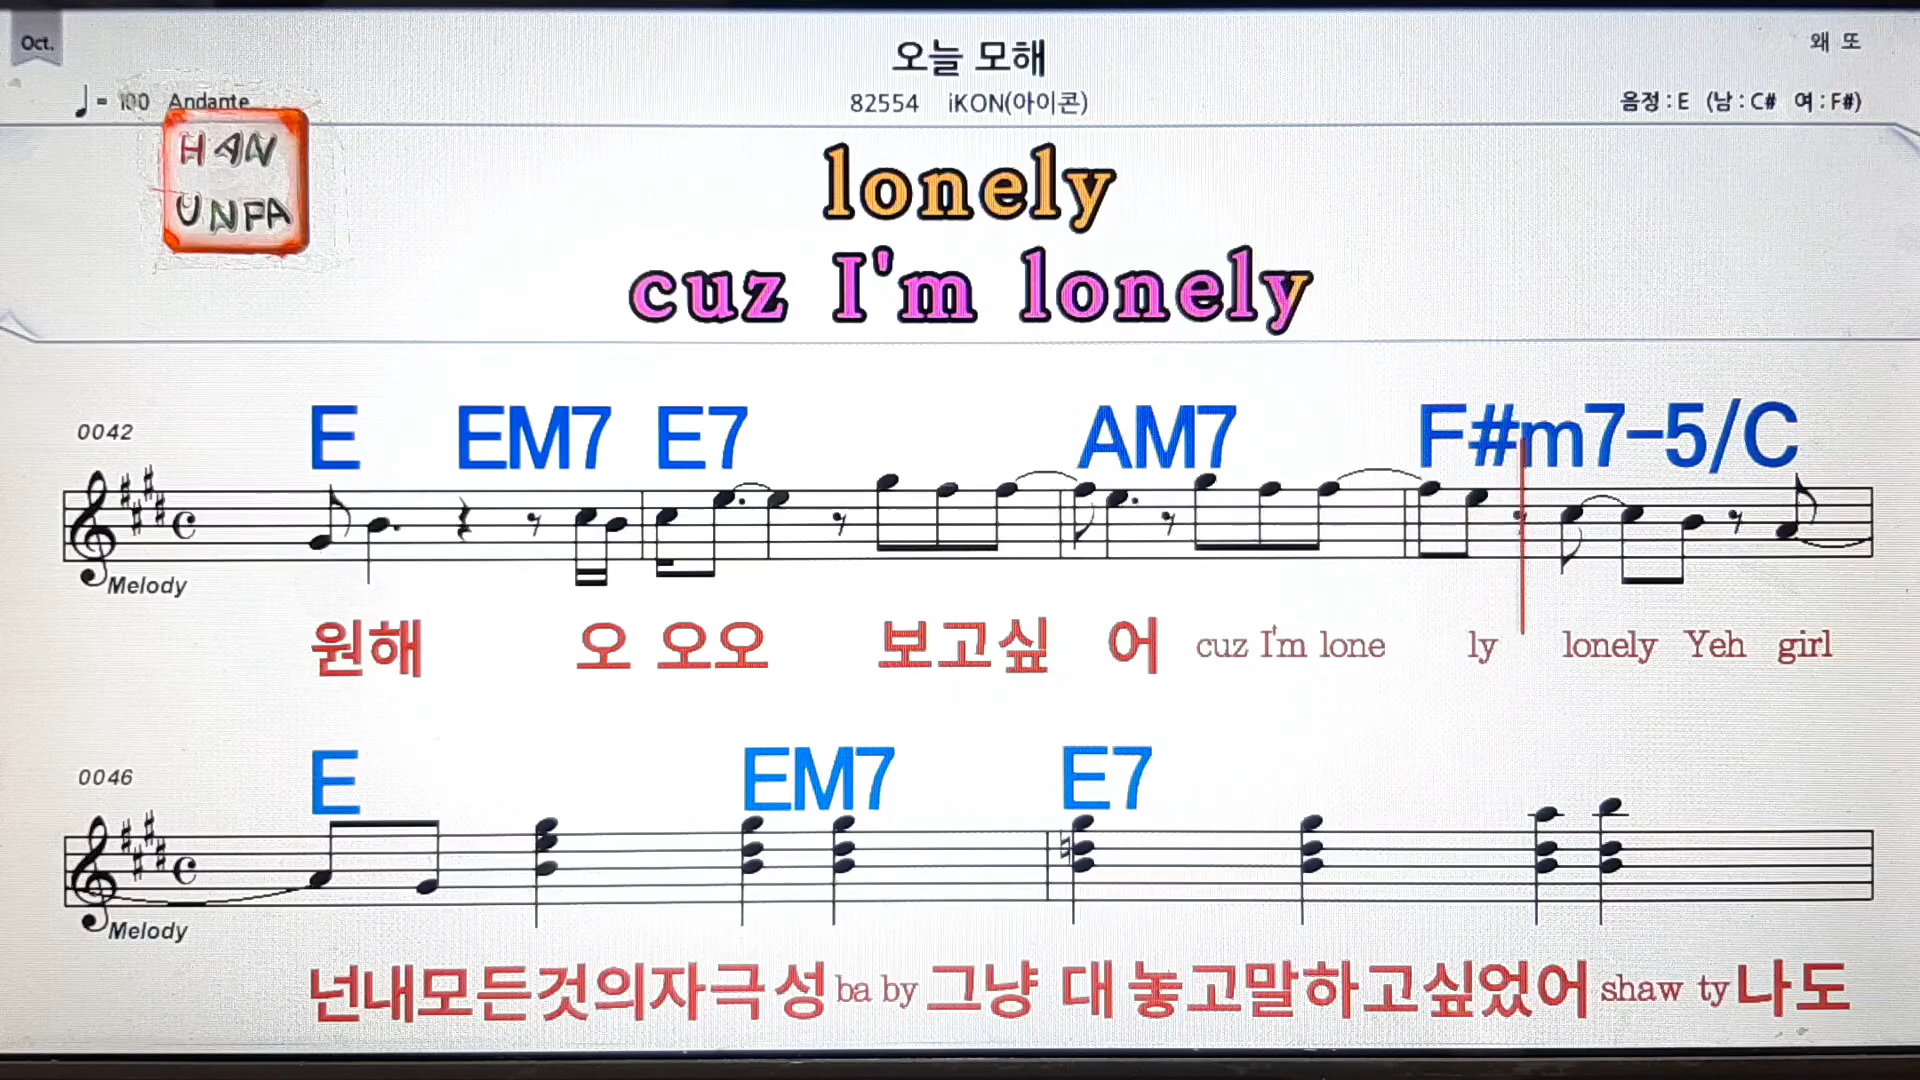 Oct.
오늘 모해
왜 또
= 100 Andante
82554 iKON(아이콘)
음정 : E (남 : C# 여 : F#)
HAN
UNPA
lonely
cuz I'm lonely
0042
E EM7 E7 AM7 F#m7-5/C
Melody
원해 오 오오 보고싶 어 cuz I'm lone ly lonely Yeh girl
0046
E EM7 E7
Melody
넌내모든것의자극성 ba by 그냥 대 놓고말하고싶었어 shaw ty 나도